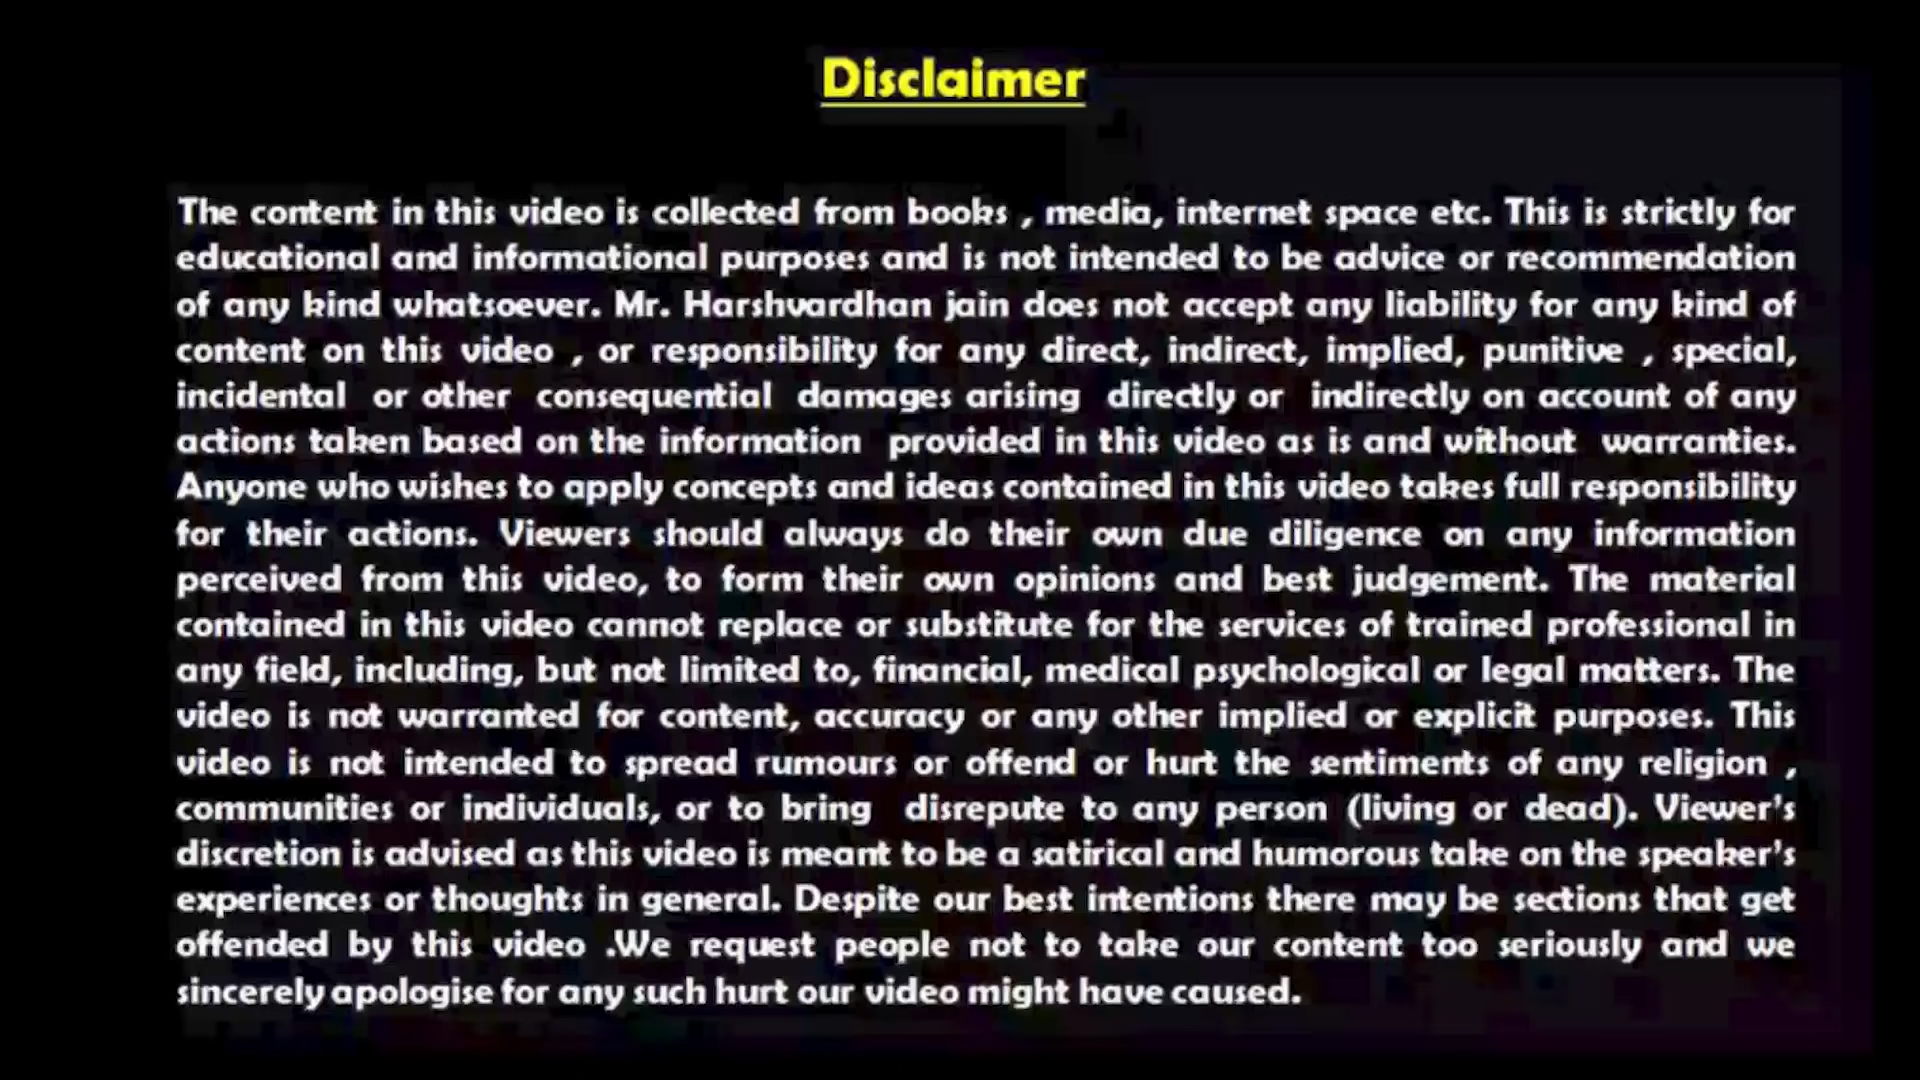 Disclaimer
The content in this video is collected from books , media, internet space etc. This is strictly for
educational and informational purposes and is not intended to be advice or recommendation
of any kind whatsoever. Mr. Harshvardhan jain does not accept any liability for any kind of
content on this video , or responsibility for any direct, indirect, implied, punitive , special,
incidental or other consequential damages arising directly or indirectly on account of any
actions taken based on the information provided in this video as is and without warranties.
Anyone who wishes to apply concepts and ideas contained in this video takes full responsibility
for their actions. Viewers should always do their own due diligence on any information
perceived from this video, to form their own opinions and best judgement. The material
contained in this video cannot replace or substitute for the services of trained professional in
any field, including, but not limited to, financial, medical psychological or legal matters. The
video is not warranted for content, accuracy or any other implied or explicit purposes. This
video is not intended to spread rumours or offend or hurt the sentiments of any religion ,
communities or individuals, or to bring disrepute to any person (living or dead). Viewer's
discretion is advised as this video is meant to be a satirical and humorous take on the speaker's
experiences or thoughts in general. Despite our best intentions there may be sections that get
offended by this video .We request people not to take our content too seriously and we
sincerely apologise for any such hurt our video might have caused.